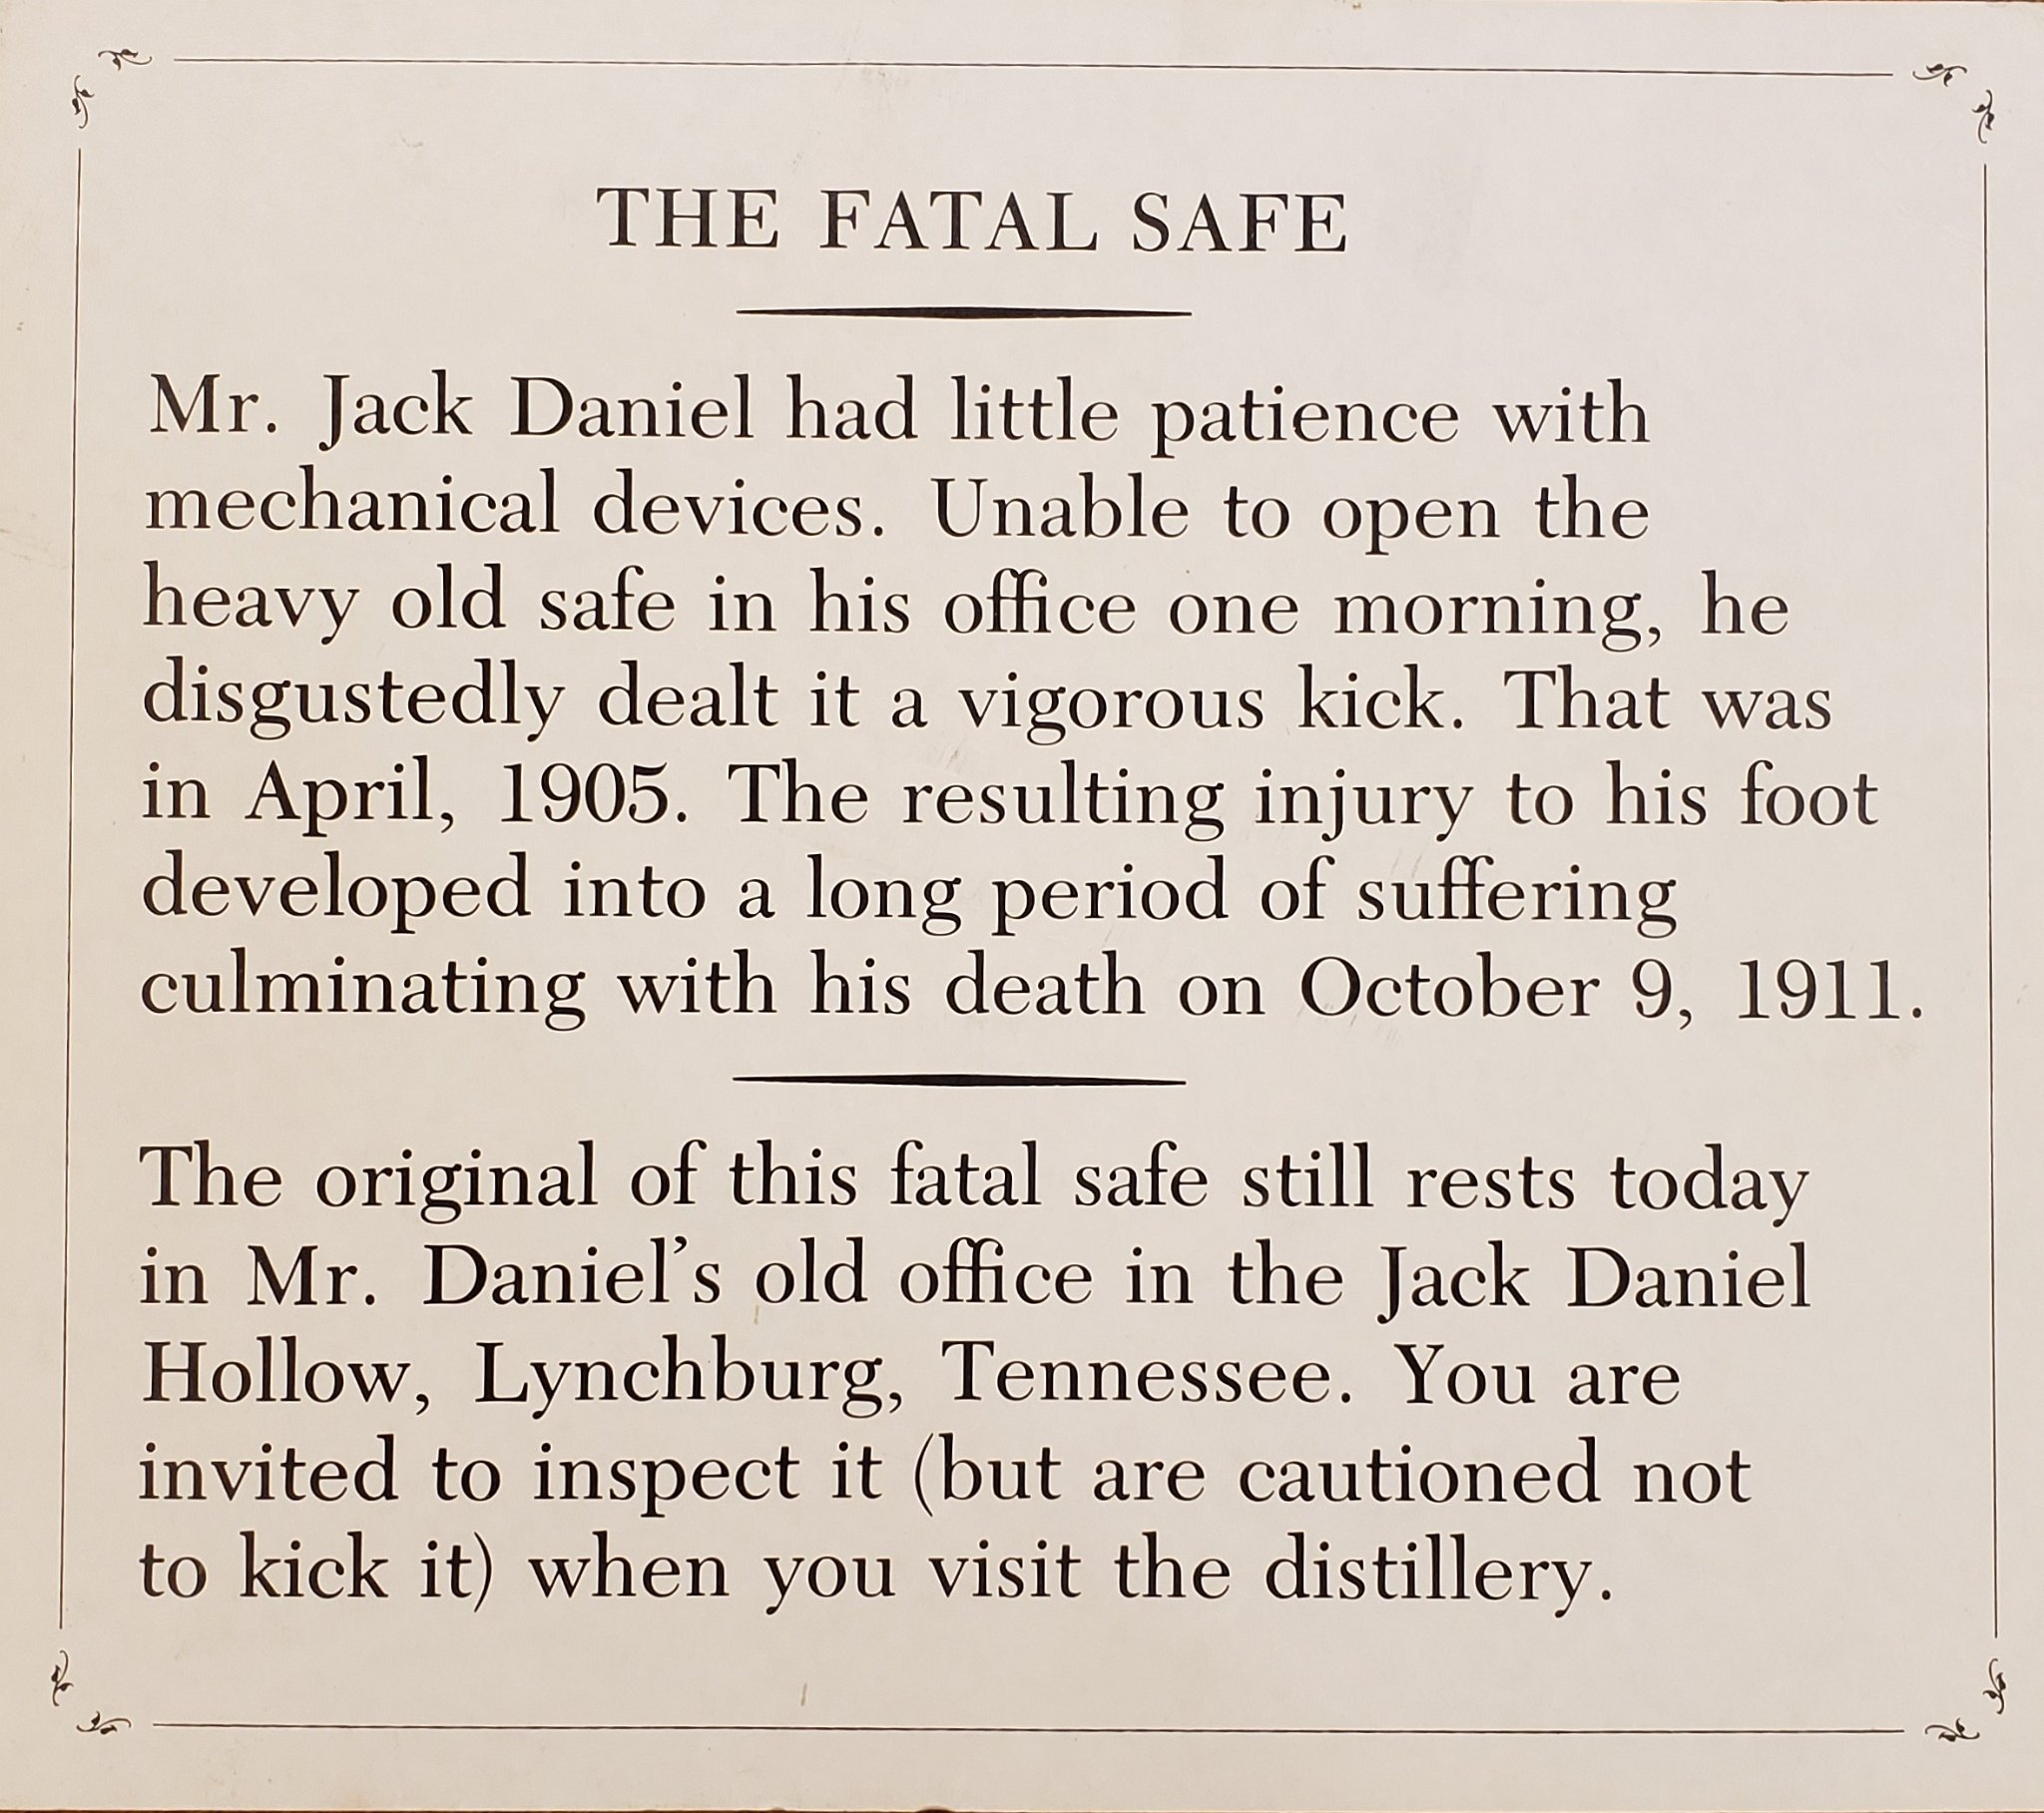 THE FATAL SAFE
Mr. Jack Daniel had little patience with
mechanical devices. Unable to open the
heavy old safe in his office one morning, he
disgustedly dealt it a vigorous kick. That was
in April, 1905. The resulting injury to his foot
developed into a long period of suffering
culminating with his death on October 9, 1911.
The original of this fatal safe still rests today
in Mr. Daniel’s old office in the Jack Daniel
Hollow, Lynchburg, Tennessee. You are
invited to inspect it (but are cautioned not
to kick it) when you visit the distillery.